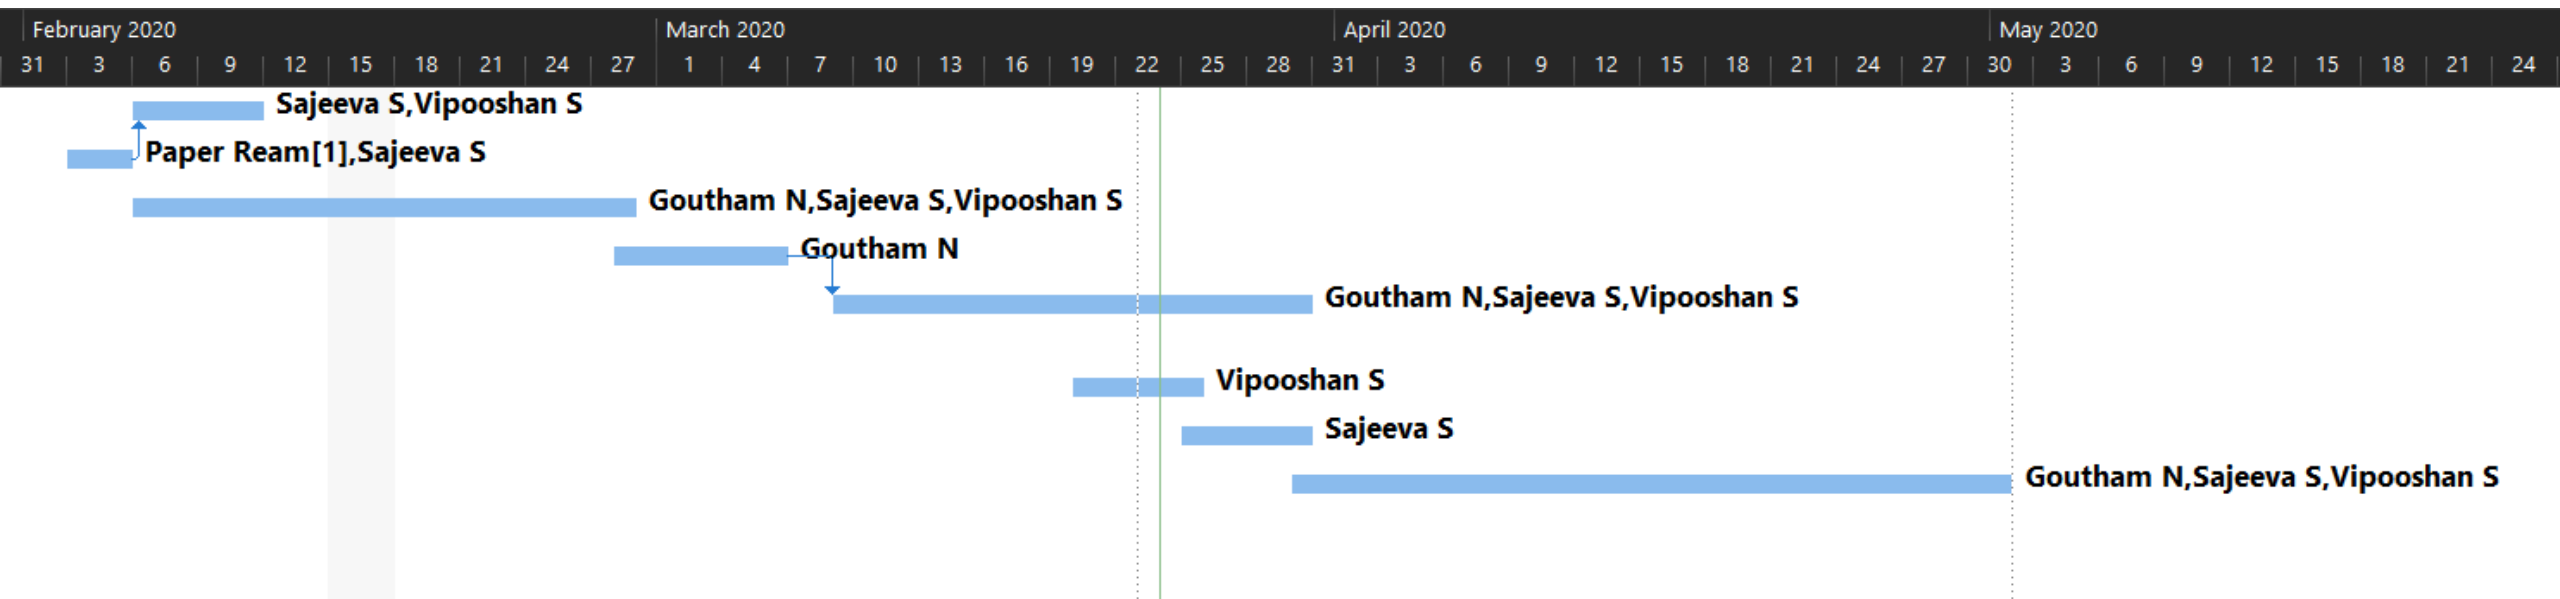 February 2020 March 2020 April 2020 May 2020
31 3 6 9 12 15 18 21 24 27 1 4 7 10 13 16 19 22 25 28 31 3 6 9 12 15 18 21 24 27 30 3 6 9 12 15 18 21 24
Sajeeva S,Vipooshan S
Paper Ream[1],Sajeeva S
Goutham N,Sajeeva S,Vipooshan S
Goutham N
Goutham N,Sajeeva S,Vipooshan S
Vipooshan S
Sajeeva S
Goutham N,Sajeeva S,Vipooshan S